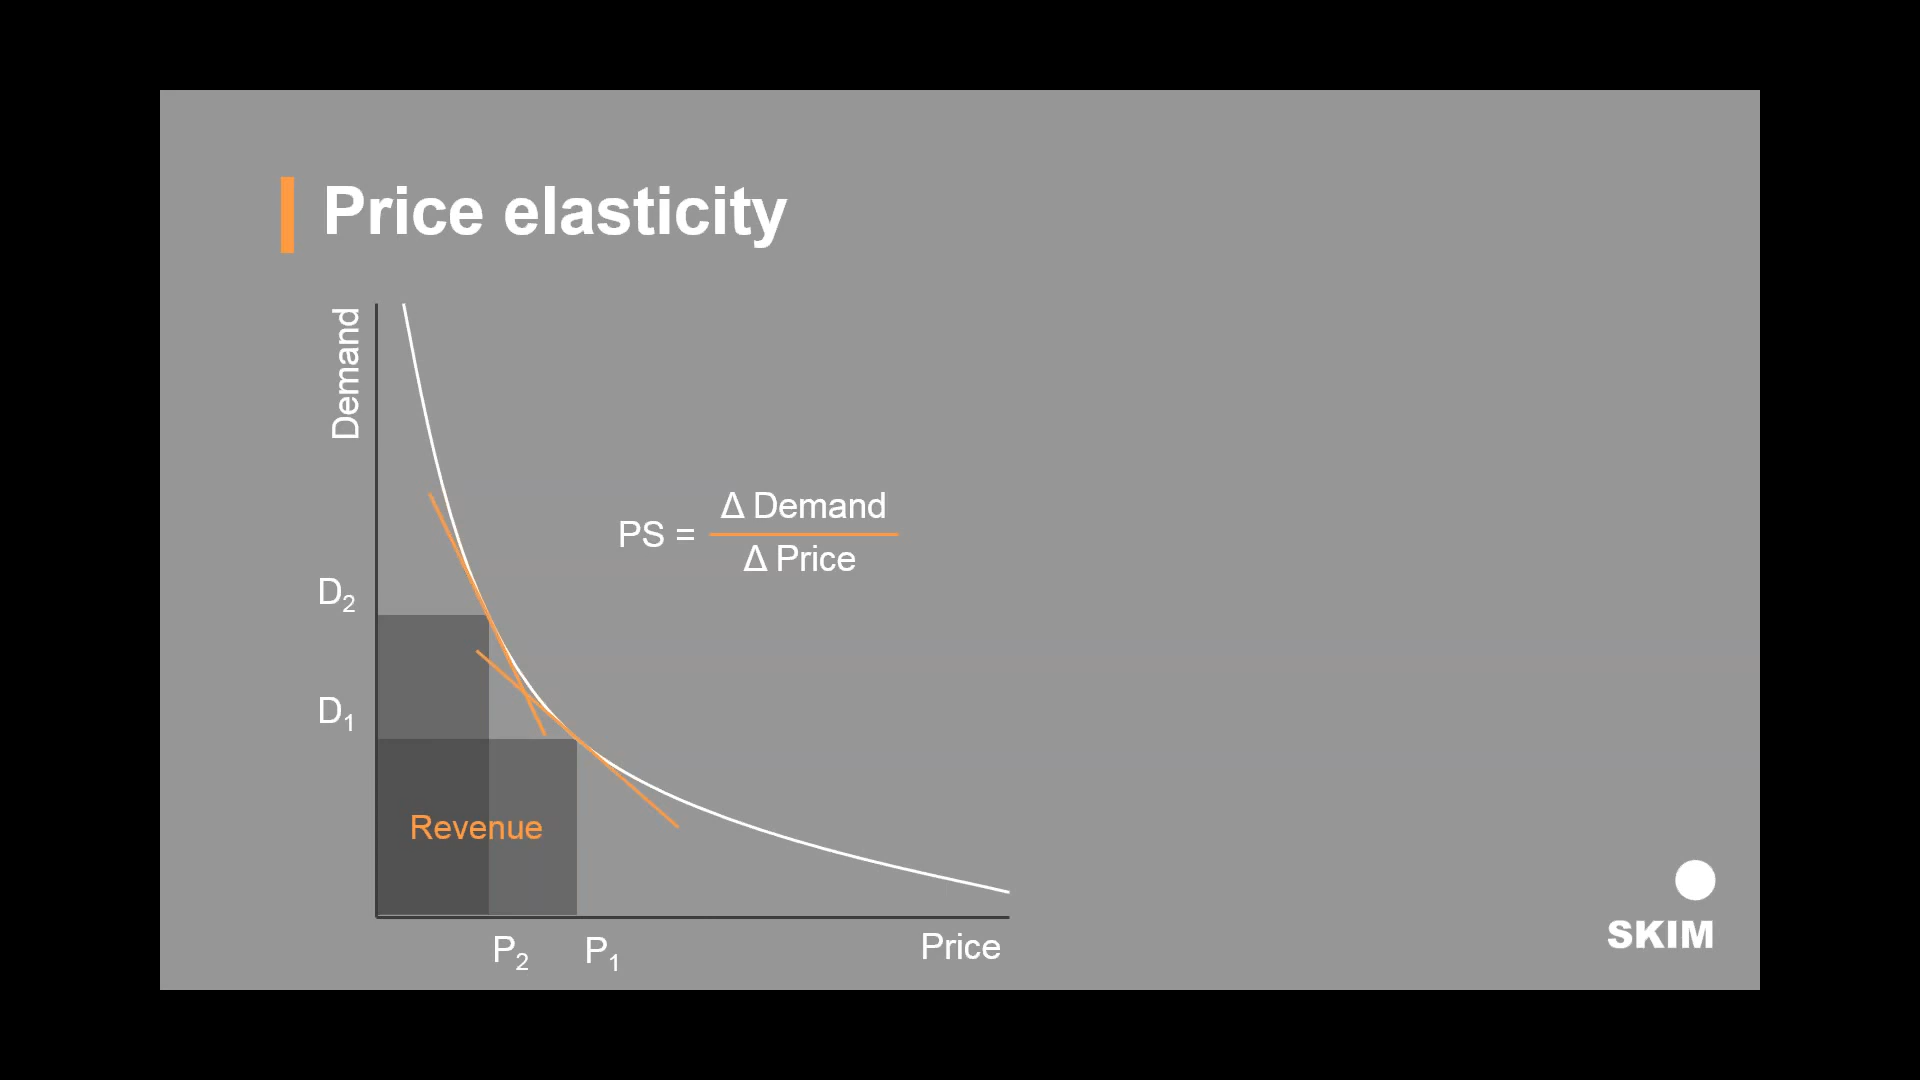 Price elasticity
Demand
PS = Δ Demand
Δ Price
D2
D1
Revenue
P2
P1
Price
SKIM